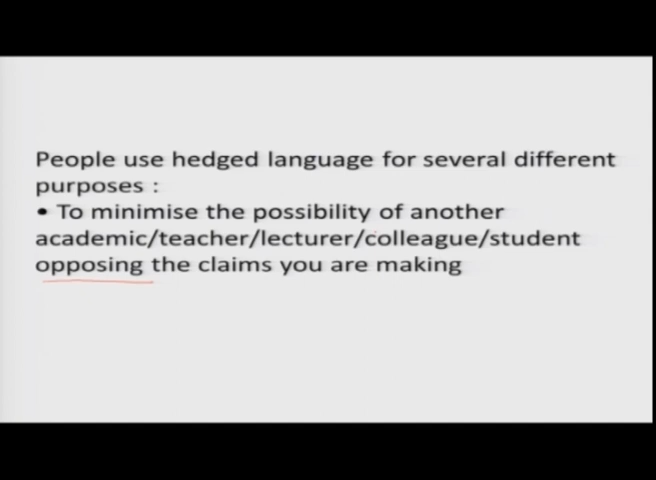 People use hedged language for several different
purposes :
• To minimise the possibility of another
academic/teacher/lecturer/colleague/student
opposing the claims you are making